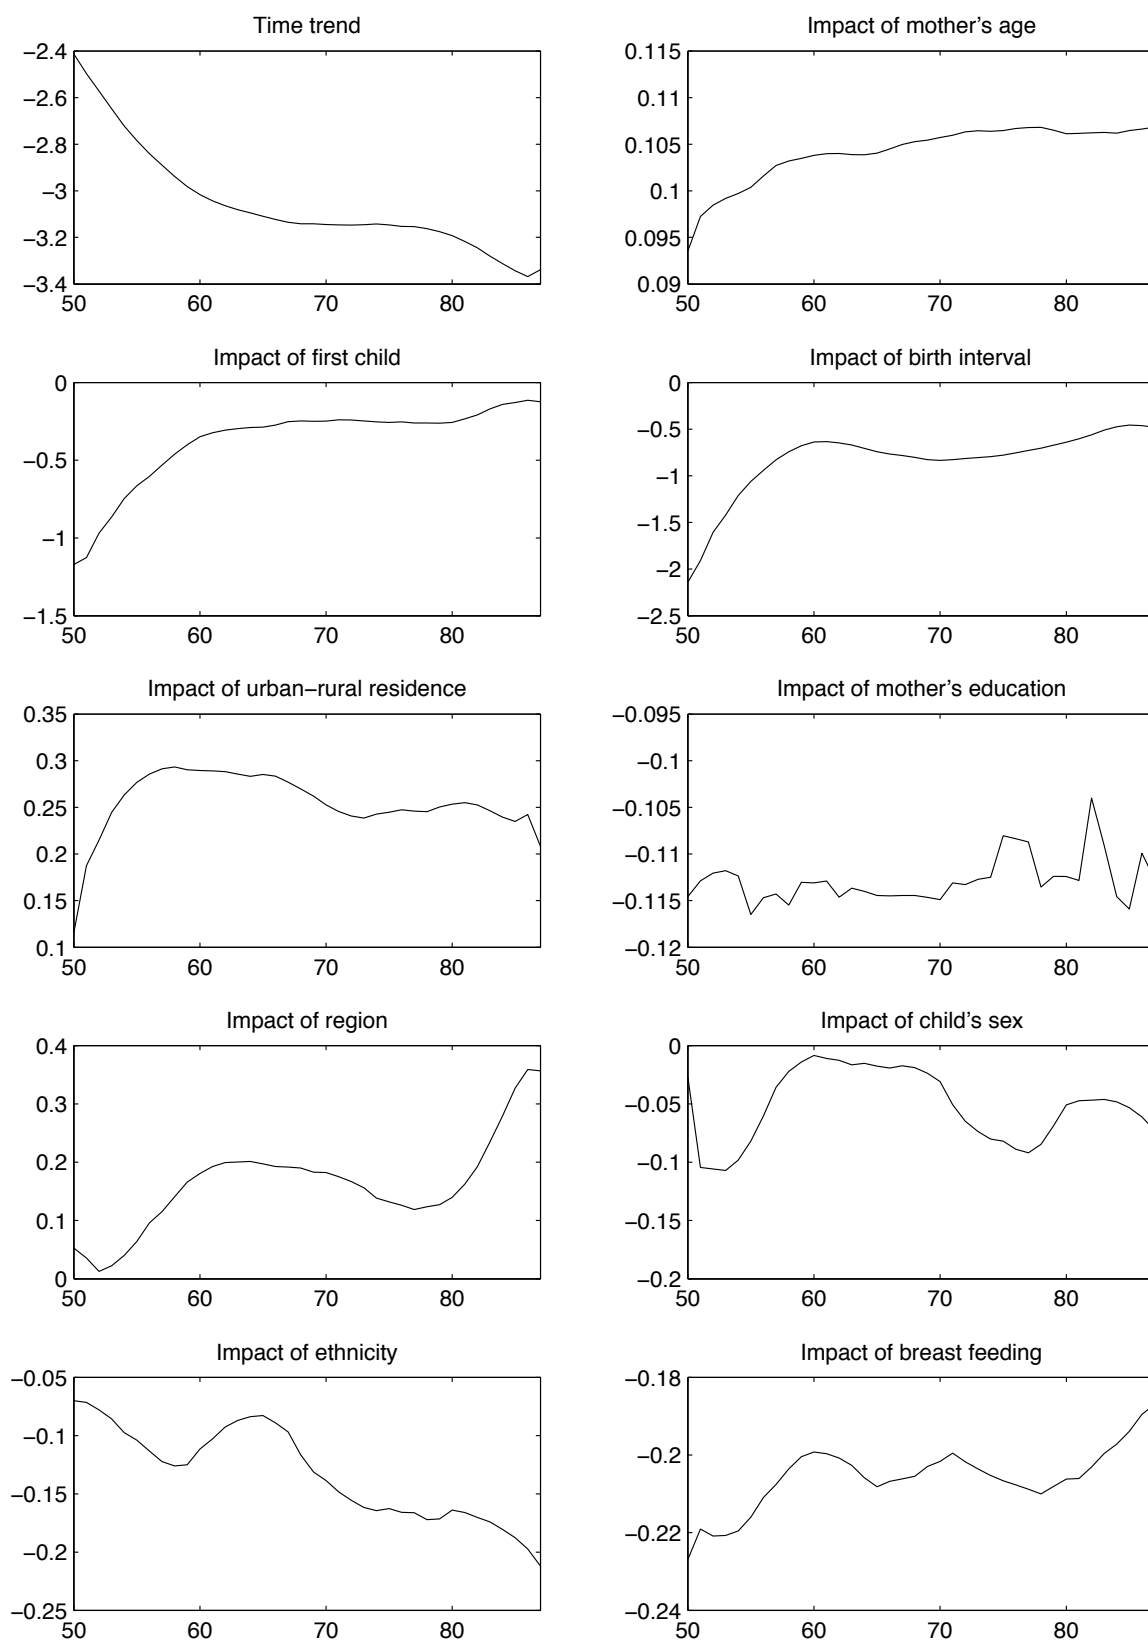 Time trend
−2.4
−2.6
−2.8
−3
−3.2
−3.4
50 60 70 80
Impact of mother’s age
0.115
0.11
0.105
0.1
0.095
0.09
50 60 70 80
Impact of first child
0
−0.5
−1
−1.5
50 60 70 80
Impact of birth interval
0
−0.5
−1
−1.5
−2
−2.5
50 60 70 80
Impact of urban−rural residence
0.35
0.3
0.25
0.2
0.15
0.1
50 60 70 80
Impact of mother’s education
−0.095
−0.1
−0.105
−0.11
−0.115
−0.12
50 60 70 80
Impact of region
0.4
0.3
0.2
0.1
0
50 60 70 80
Impact of child’s sex
0
−0.05
−0.1
−0.15
−0.2
50 60 70 80
Impact of ethnicity
−0.05
−0.1
−0.15
−0.2
−0.25
50 60 70 80
Impact of breast feeding
−0.18
−0.2
−0.22
−0.24
50 60 70 80